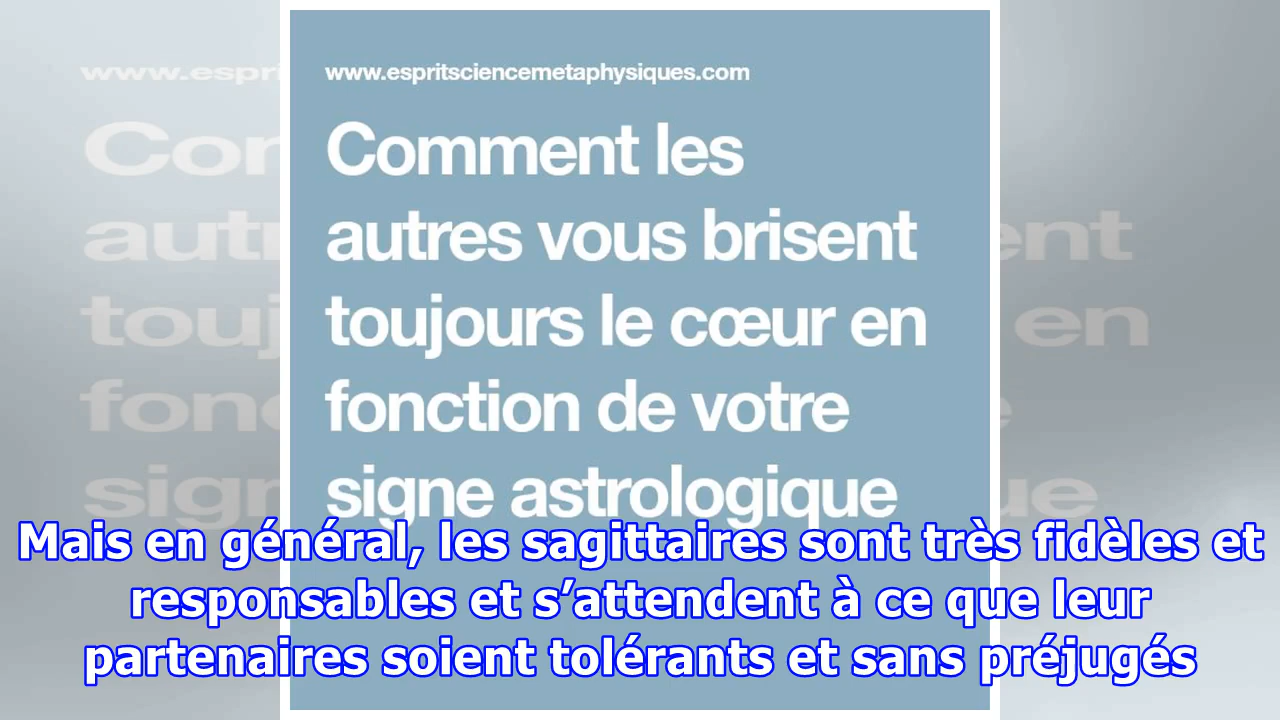 www.espritsciencemetaphysiques.com
Comment les
autres vous brisent
toujours le cœur en
fonction de votre
signe astrologique
Mais en général, les sagittaires sont très fidèles et
responsables et s’attendent à ce que leur
partenaires soient tolérants et sans préjugés